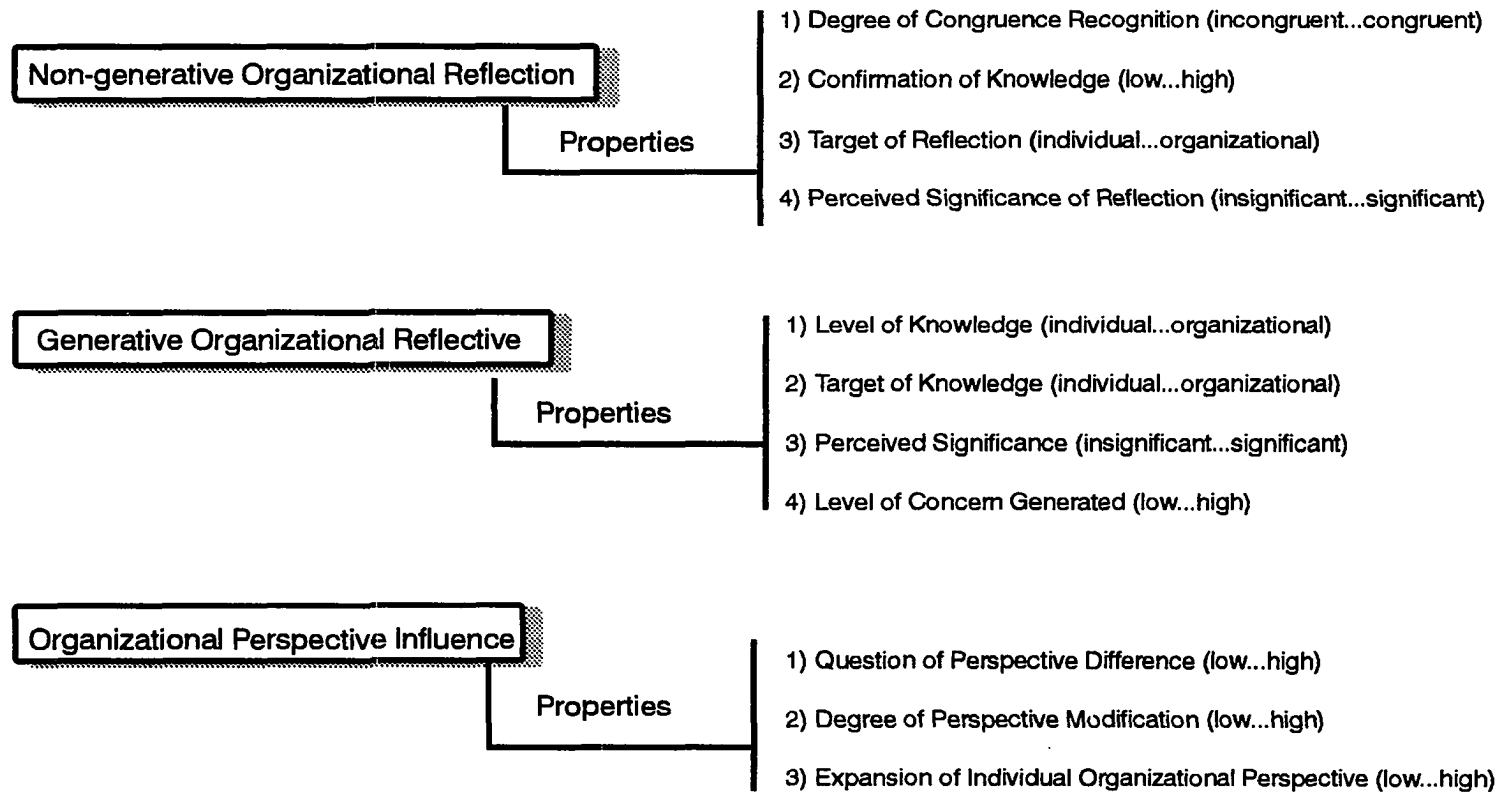 Non-generative Organizational Reflection
Properties
1) Degree of Congruence Recognition (incongruent...congruent)
2) Confirmation of Knowledge (low...high)
3) Target of Reflection (individual...organizational)
4) Perceived Significance of Reflection (insignificant...significant)
Generative Organizational Reflective
Properties
1) Level of Knowledge (individual...organizational)
2) Target of Knowledge (individual...organizational)
3) Perceived Significance (insignificant...significant)
4) Level of Concern Generated (low...high)
Organizational Perspective Influence
Properties
1) Question of Perspective Difference (low...high)
2) Degree of Perspective Modification (low...high)
3) Expansion of Individual Organizational Perspective (low...high)